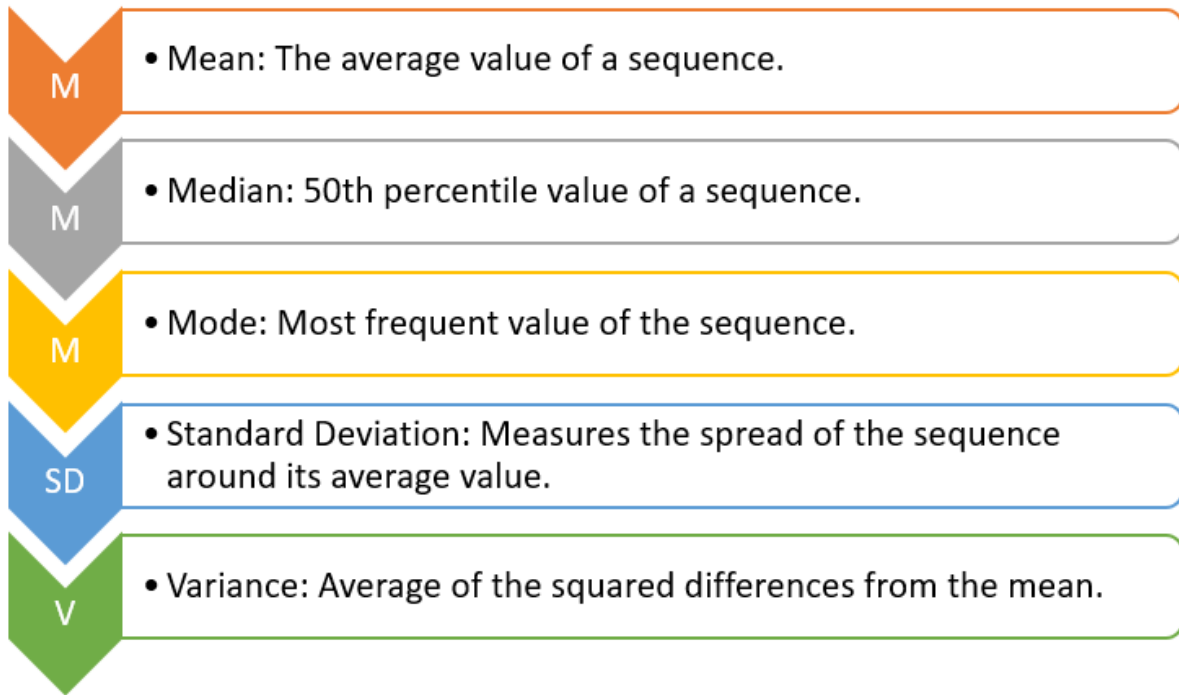 M
• Mean: The average value of a sequence.
M
• Median: 50th percentile value of a sequence.
M
• Mode: Most frequent value of the sequence.
SD
• Standard Deviation: Measures the spread of the sequence
around its average value.
V
• Variance: Average of the squared differences from the mean.